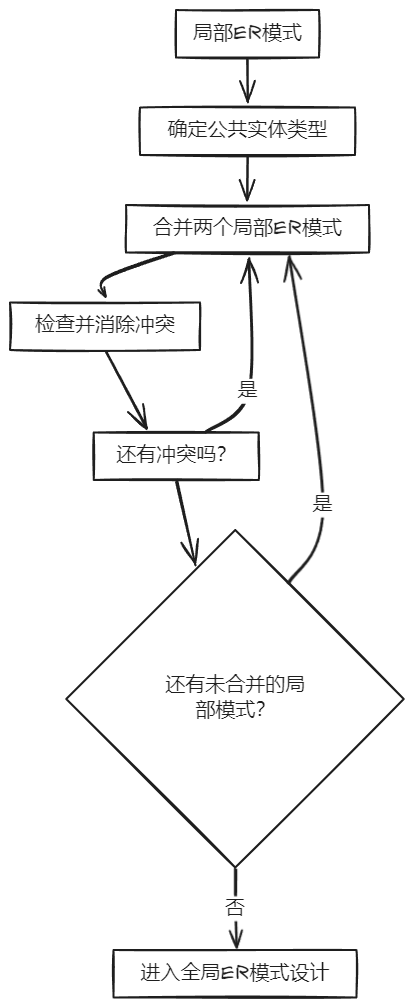 局部ER模式
确定公共实体类型
合并两个局部ER模式
检查并消除冲突
是
还有冲突吗?
是
还有未合并的局
部模式?
否
进入全局ER模式设计